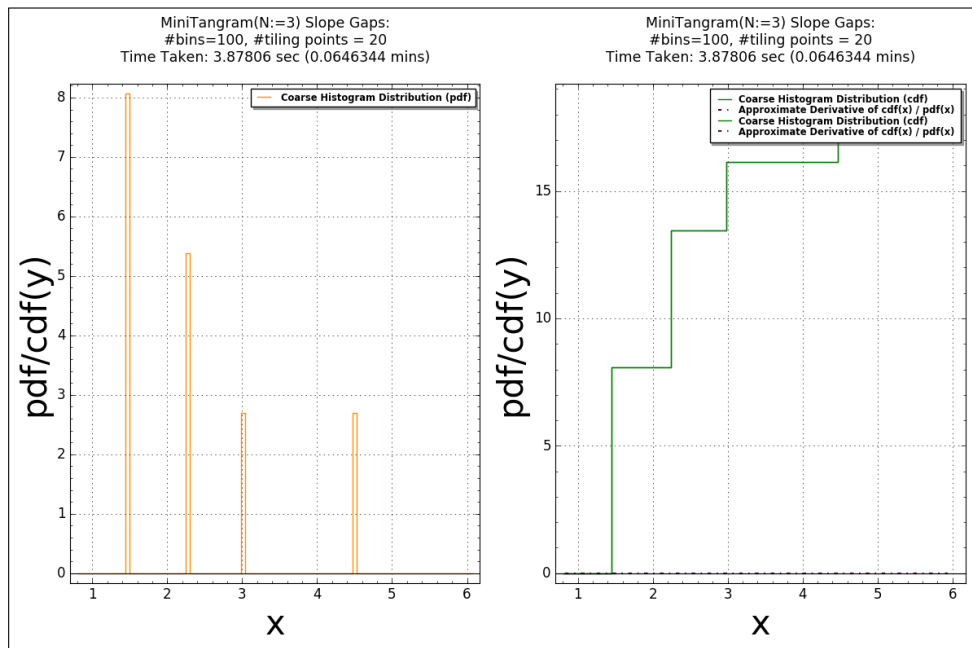 MiniTangram(N:=3) Slope Gaps:
#bins=100, #tiling points = 20
Time Taken: 3.87806 sec (0.0646344 mins)
Coarse Histogram Distribution (pdf)
8
7
6
5
4
3
2
1
0
pdf/cdf(y)
1 2 3 4 5 6
x
MiniTangram(N:=3) Slope Gaps:
#bins=100, #tiling points = 20
Time Taken: 3.87806 sec (0.0646344 mins)
Coarse Histogram Distribution (cdf)
Approximate Derivative of cdf(x) / pdf(x)
Coarse Histogram Distribution (cdf)
Approximate Derivative of cdf(x) / pdf(x)
15
10
5
0
pdf/cdf(y)
1 2 3 4 5 6
x